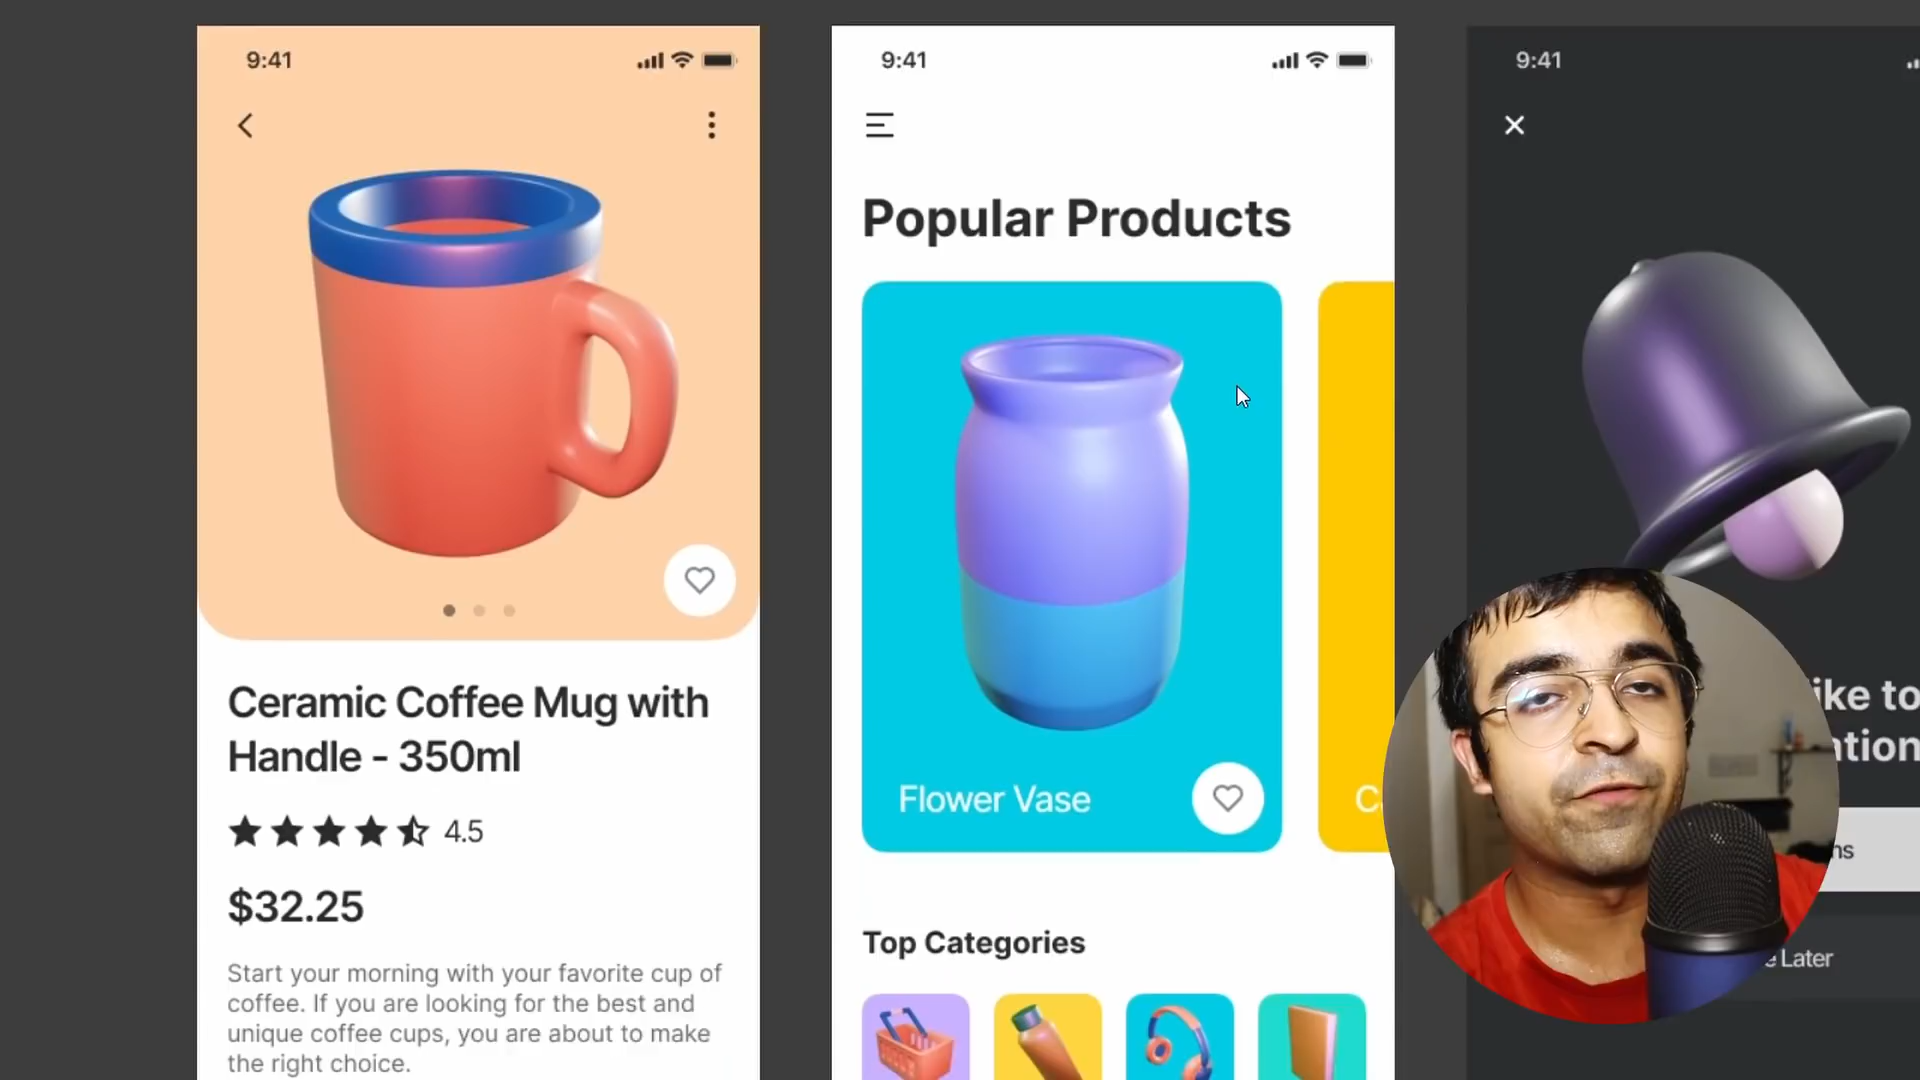 9:41
Ceramic Coffee Mug with
Handle - 350ml
4.5
$32.25
Start your morning with your favorite cup of
coffee. If you are looking for the best and
unique coffee cups, you are about to make
the right choice.
9:41
Popular Products
Flower Vase
Top Categories
9:41
to
Later